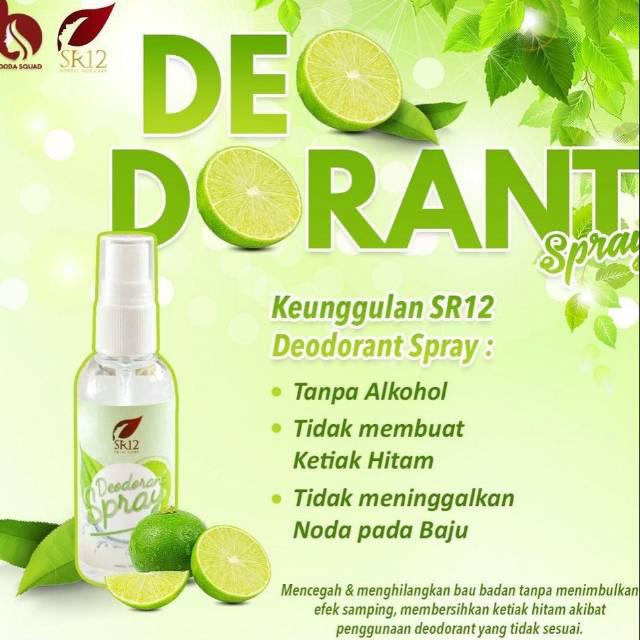 OOBA SQUAD
SR12
DEO
DORANT
Spray
Keunggulan SR12
Deodorant Spray :
• Tanpa Alkohol
• Tidak membuat
Ketiak Hitam
• Tidak meninggalkan
Noda pada Baju
SR12
Deodorant
Spray
Mencegah & menghilangkan bau badan tanpa menimbulkan
efek samping, membersihkan ketiak hitam akibat
penggunaan deodorant yang tidak sesuai.